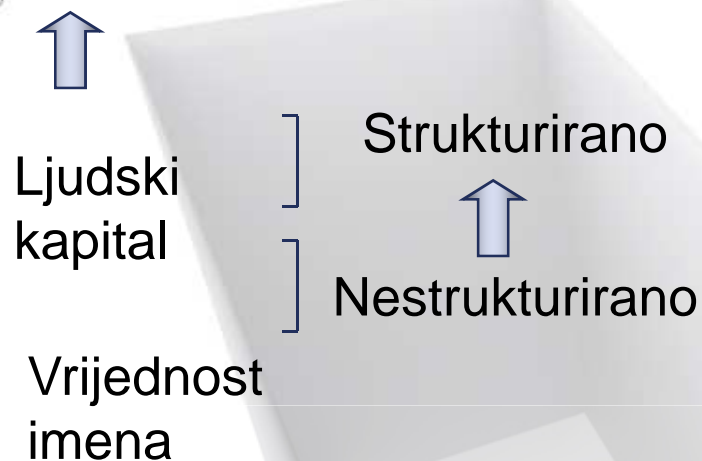 Strukturirano
Ljudski
kapital
Nestrukturirano
Vrijednost
imena